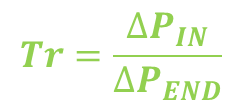 Tr = ΔP_IN / ΔP_END